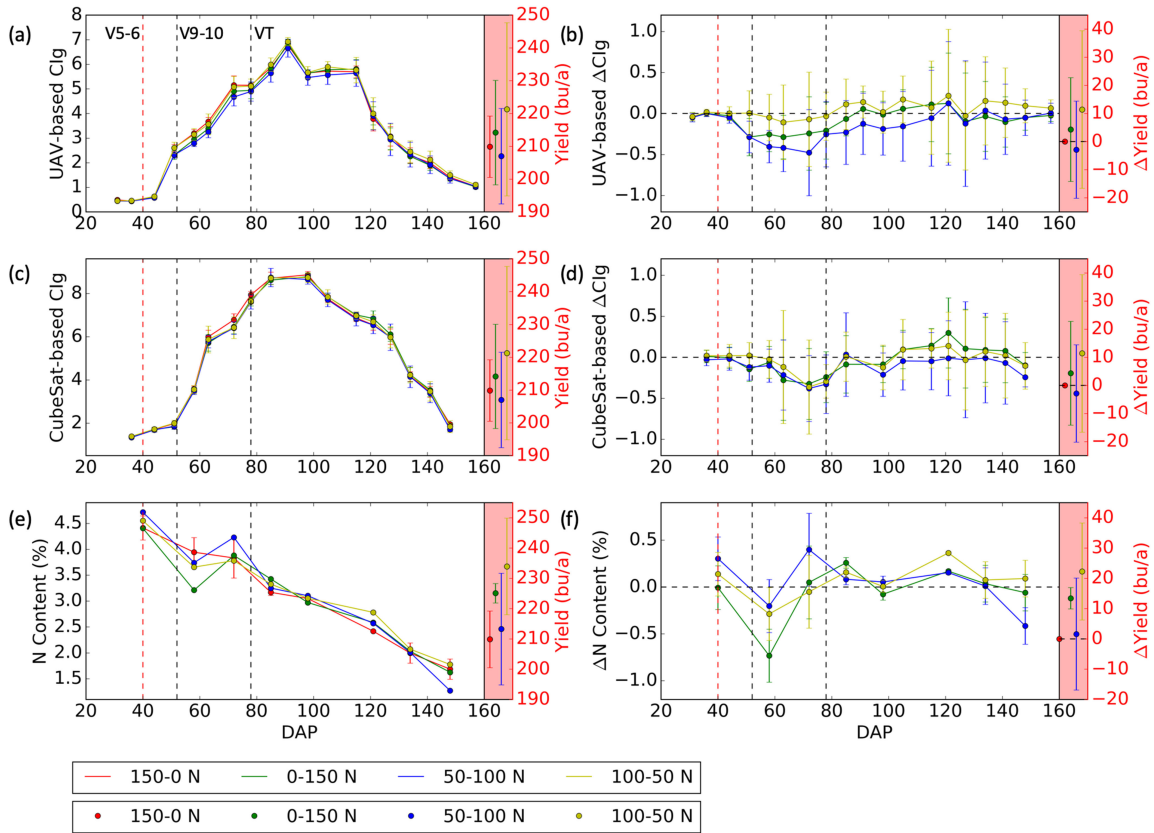 (a)
V5-6
V9-10
VT
UAV-based CIg
8
7
6
5
4
3
2
1
0
20 40 60 80 100 120 140 160
250
240
230
220
210
200
190
Yield (bu/a)
(b)
UAV-based ΔCIg
1.0
0.5
0.0
−0.5
−1.0
20 40 60 80 100 120 140 160
40
30
20
10
0
−10
−20
ΔYield (bu/a)
(c)
CubeSat-based CIg
8
6
4
2
20 40 60 80 100 120 140 160
250
240
230
220
210
200
190
Yield (bu/a)
(d)
CubeSat-based ΔCIg
1.0
0.5
0.0
−0.5
−1.0
20 40 60 80 100 120 140 160
40
30
20
10
0
−10
−20
ΔYield (bu/a)
(e)
N Content (%)
4.5
4.0
3.5
3.0
2.5
2.0
1.5
20 40 60 80 100 120 140 160
DAP
250
240
230
220
210
200
190
Yield (bu/a)
(f)
ΔN Content (%)
1.0
0.5
0.0
−0.5
−1.0
20 40 60 80 100 120 140 160
DAP
40
30
20
10
0
−10
−20
ΔYield (bu/a)
150-0 N 0-150 N 50-100 N 100-50 N
150-0 N 0-150 N 50-100 N 100-50 N